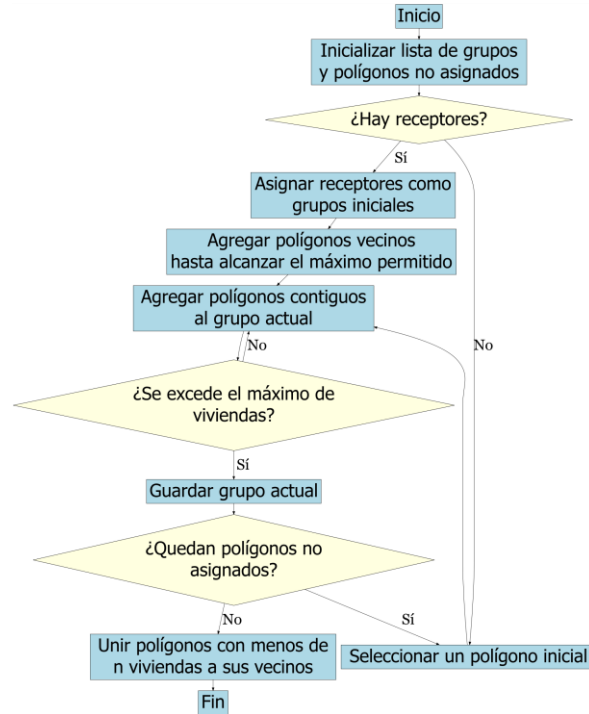 Inicio
Inicializar lista de grupos
y polígonos no asignados
¿Hay receptores?
Sí
Asignar receptores como
grupos iniciales
Agregar polígonos vecinos
hasta alcanzar el máximo permitido
Agregar polígonos contiguos
al grupo actual
No
No
¿Se excede el máximo de
viviendas?
Sí
Guardar grupo actual
¿Quedan polígonos no
asignados?
No
Sí
Unir polígonos con menos de
n viviendas a sus vecinos
Seleccionar un polígono inicial
Fin